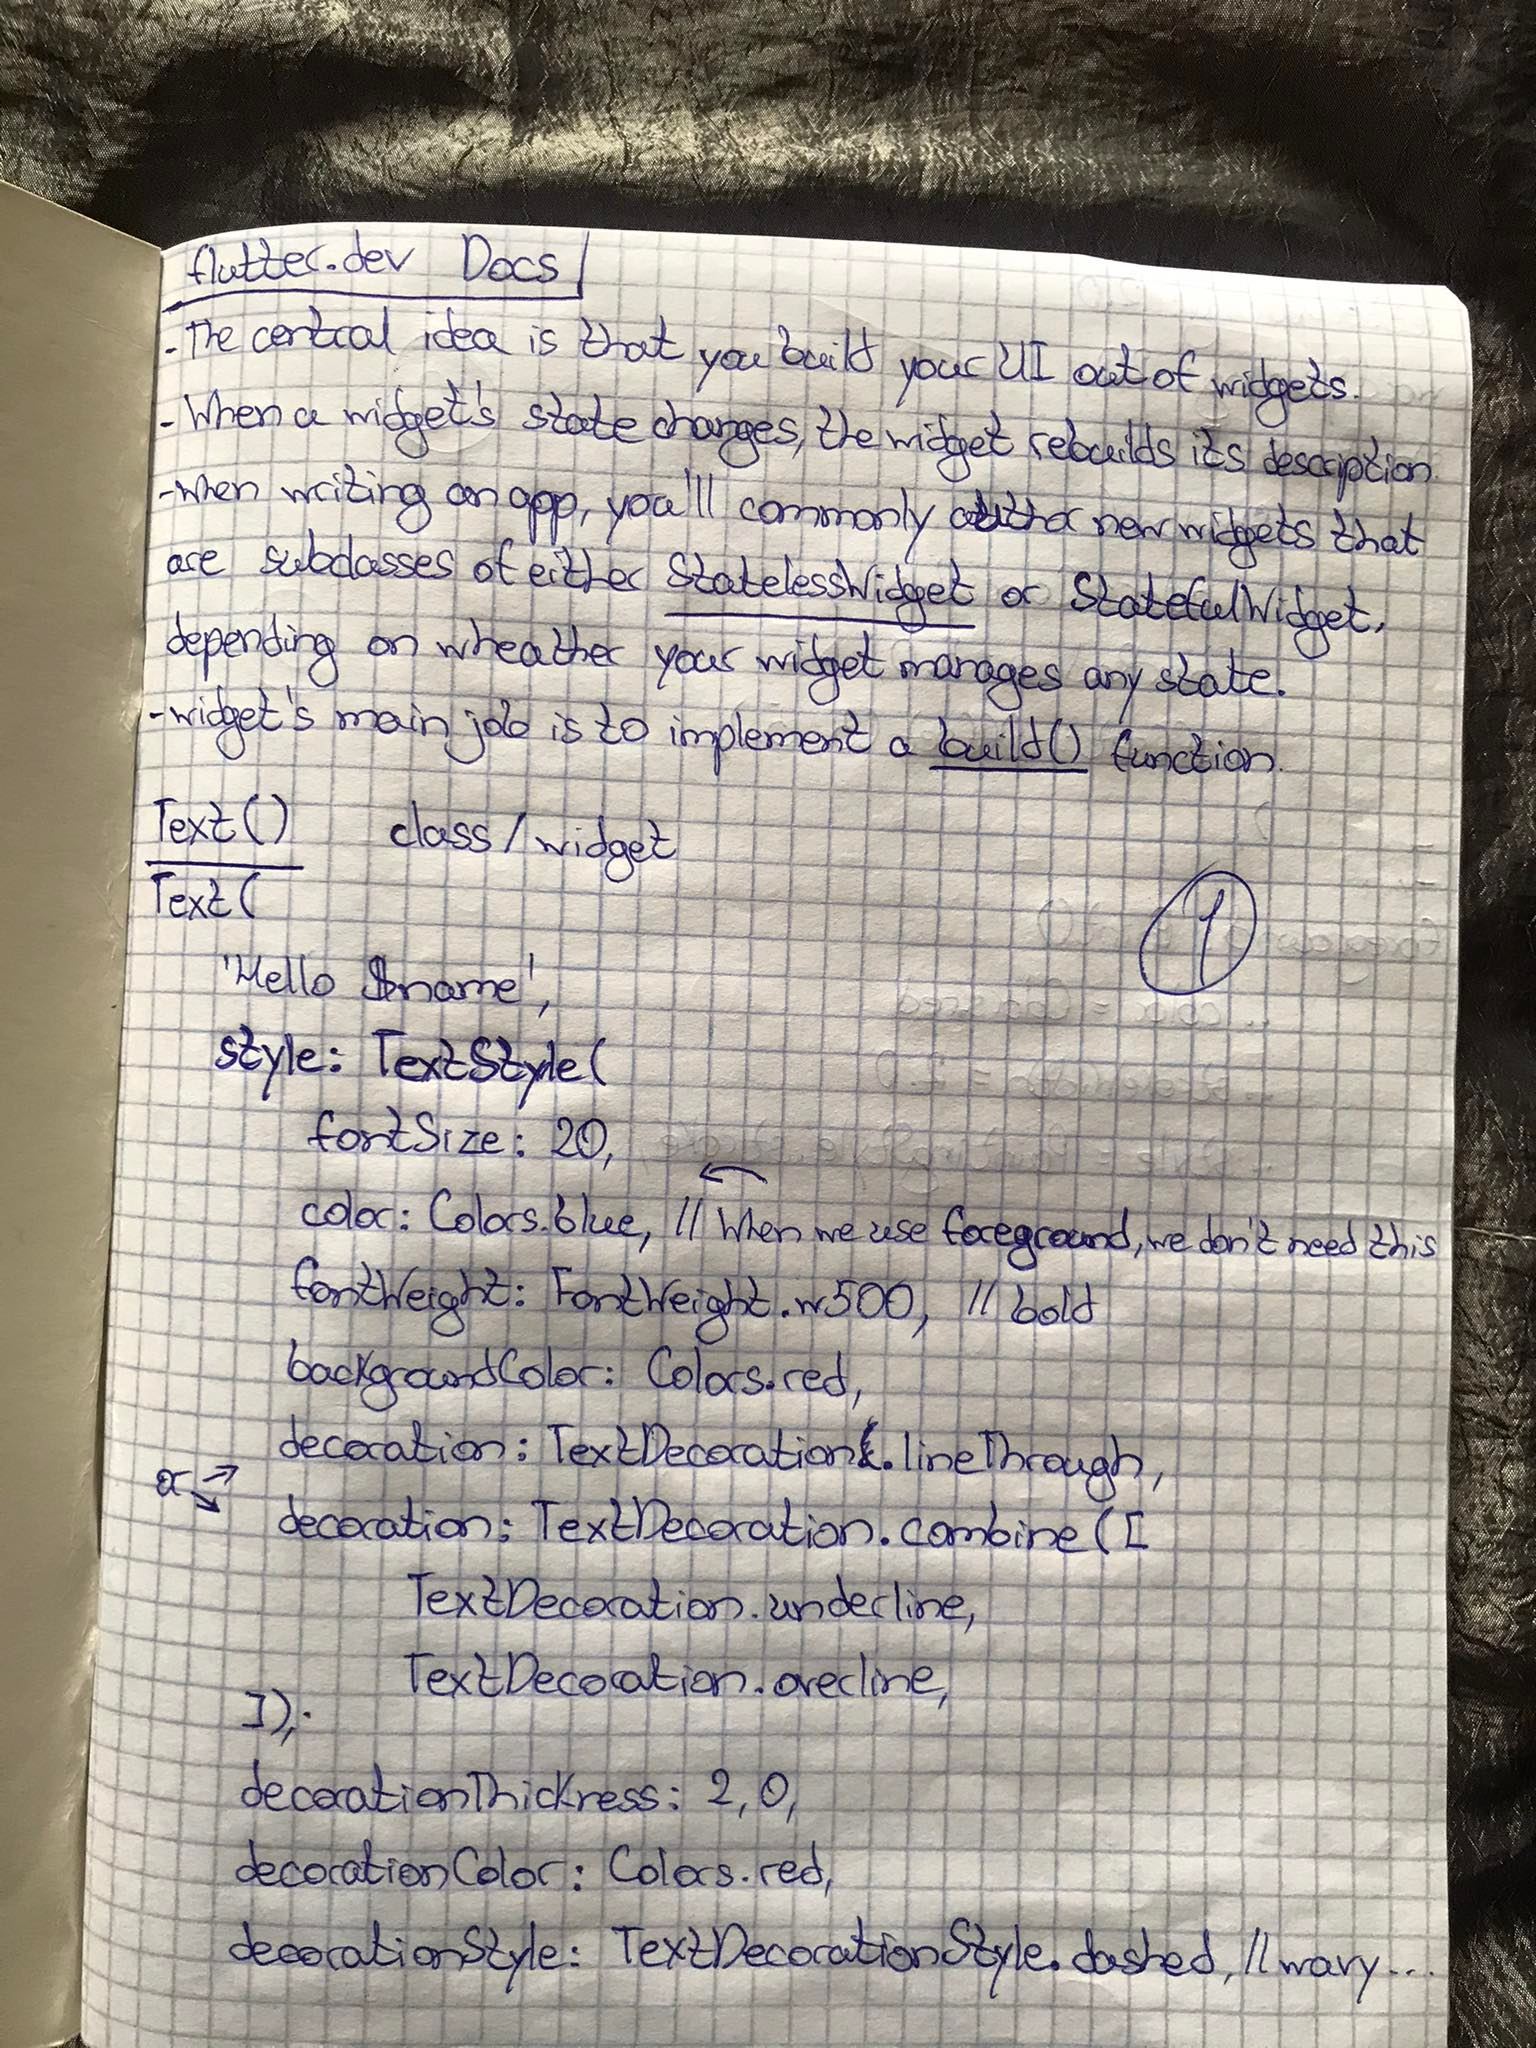 flutter.dev Docs
- The central idea is that you build your UI out of widgets.
- When a widget's state changes, the widget rebuilds its description
- when writing an app, you'll commonly author new widgets that
are subclasses of either StatelessWidget or StatefulWidget,
depending on wheather your widget manages any state.
- widget's main job is to implement a build() function.
Text() class/widget
Text(
1
'Hello $name',
style: TextStyle(
fontSize: 20,
color: Colors.blue, // When we use foreground, we don't need this
fontWeight: FontWeight.w500, // bold
backgroundColor: Colors.red,
decoration: TextDecoration.lineThrough,
or
decoration: TextDecoration.combine([
TextDecoration.underline,
TextDecoration.overline,
]),
decorationThickness: 2,0,
decorationColor: Colors.red,
decorationStyle: TextDecorationStyle.dashed, // wavy...